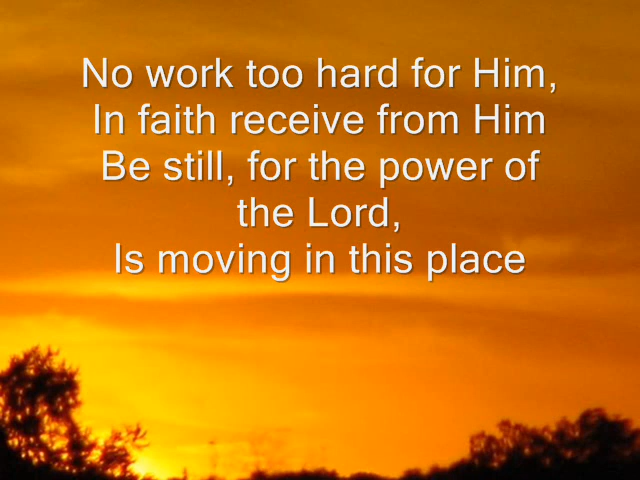 No work too hard for Him,
In faith receive from Him
Be still, for the power of
the Lord,
Is moving in this place